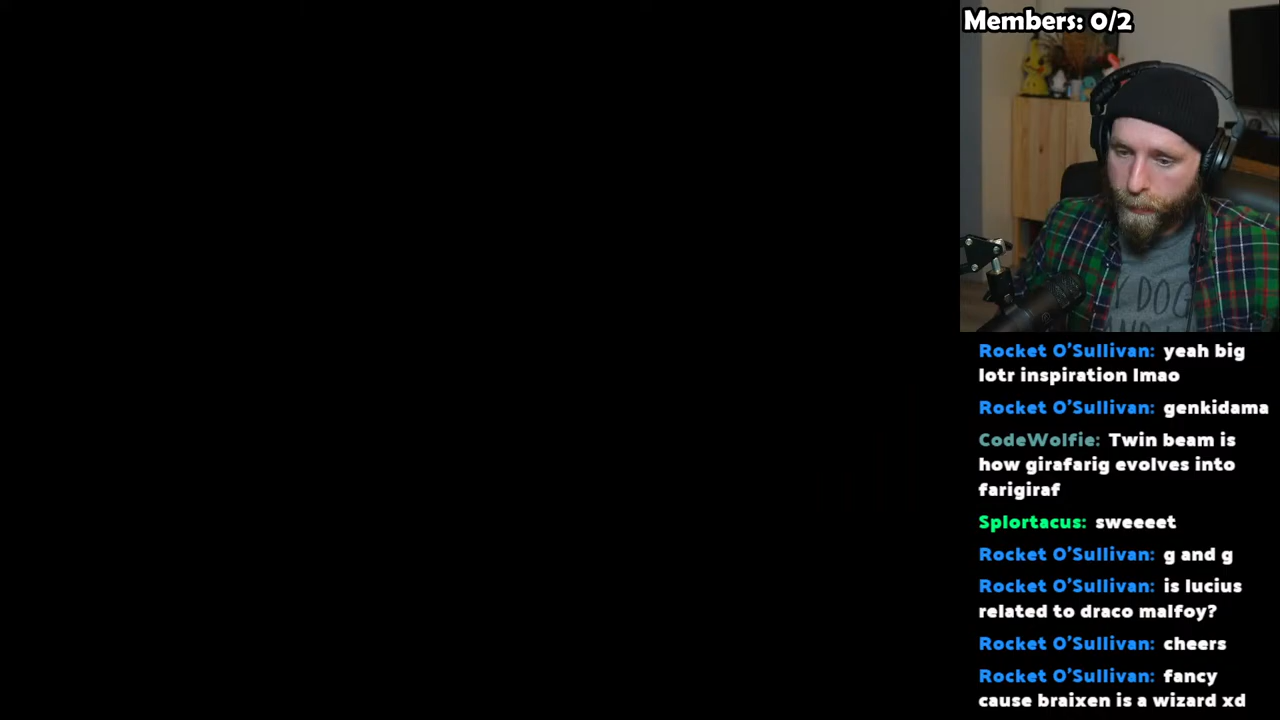 Members: 0/2
Y DOG
Rocket O'Sullivan: yeah big
lotr inspiration lmao
Rocket O'Sullivan: genkidama
CodeWolfie: Twin beam is
how girafarig evolves into
farigiraf
Splortacus: sweeeet
Rocket O'Sullivan: g and g
Rocket O'Sullivan: is lucius
related to draco malfoy?
Rocket O'Sullivan: cheers
Rocket O'Sullivan: fancy
cause braixen is a wizard xd